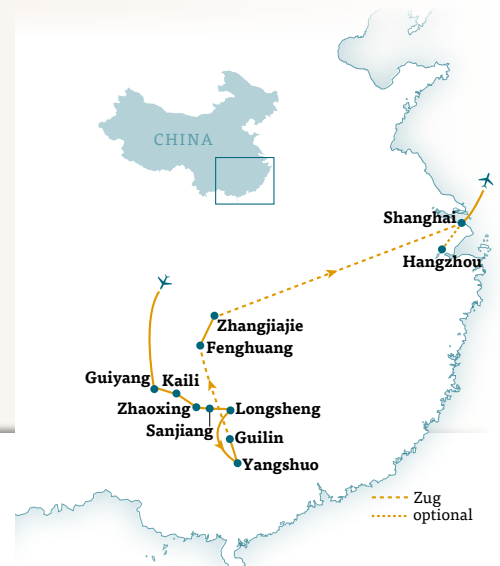 CHINA
Shanghai
Hangzhou
Zhangjiajie
Fenghuang
Guiyang
Kaili
Zhaoxing
Longsheng
Sanjiang
Guilin
Yangshuo
Zug
optional